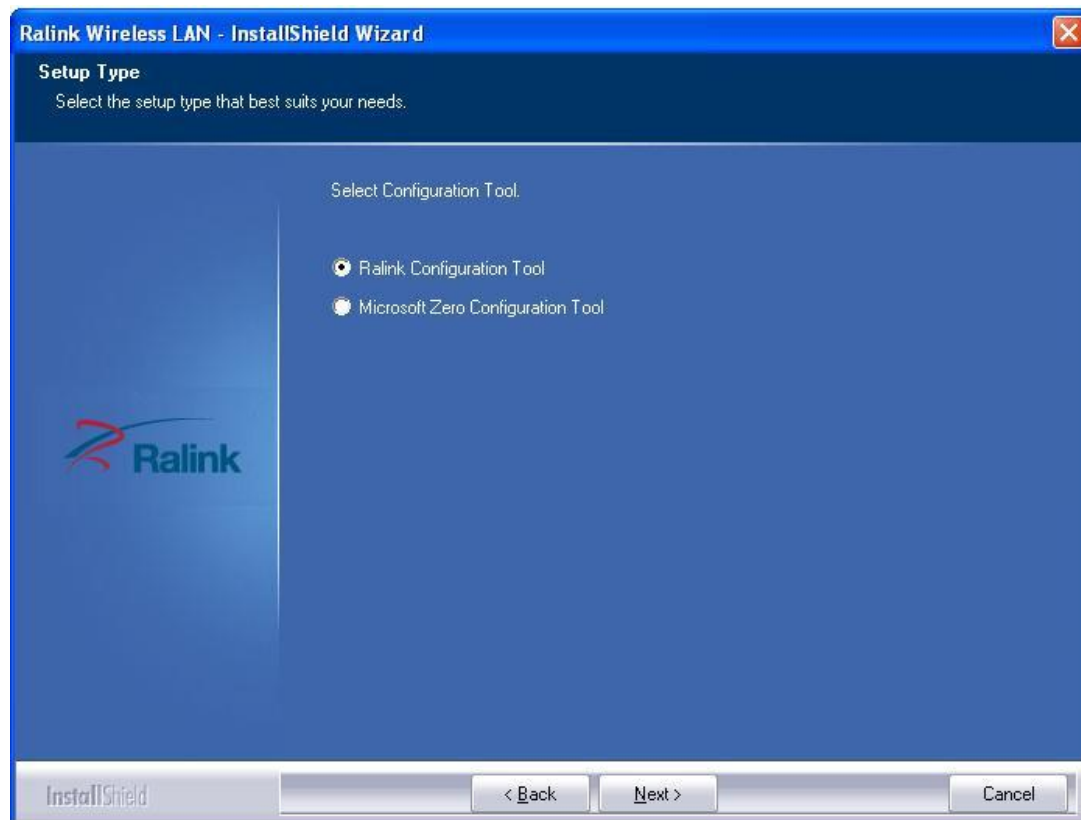 Ralink Wireless LAN - InstallShield Wizard
Setup Type
Select the setup type that best suits your needs.
Select Configuration Tool.
Ralink Configuration Tool
Microsoft Zero Configuration Tool
Ralink
InstallShield
< Back
Next >
Cancel